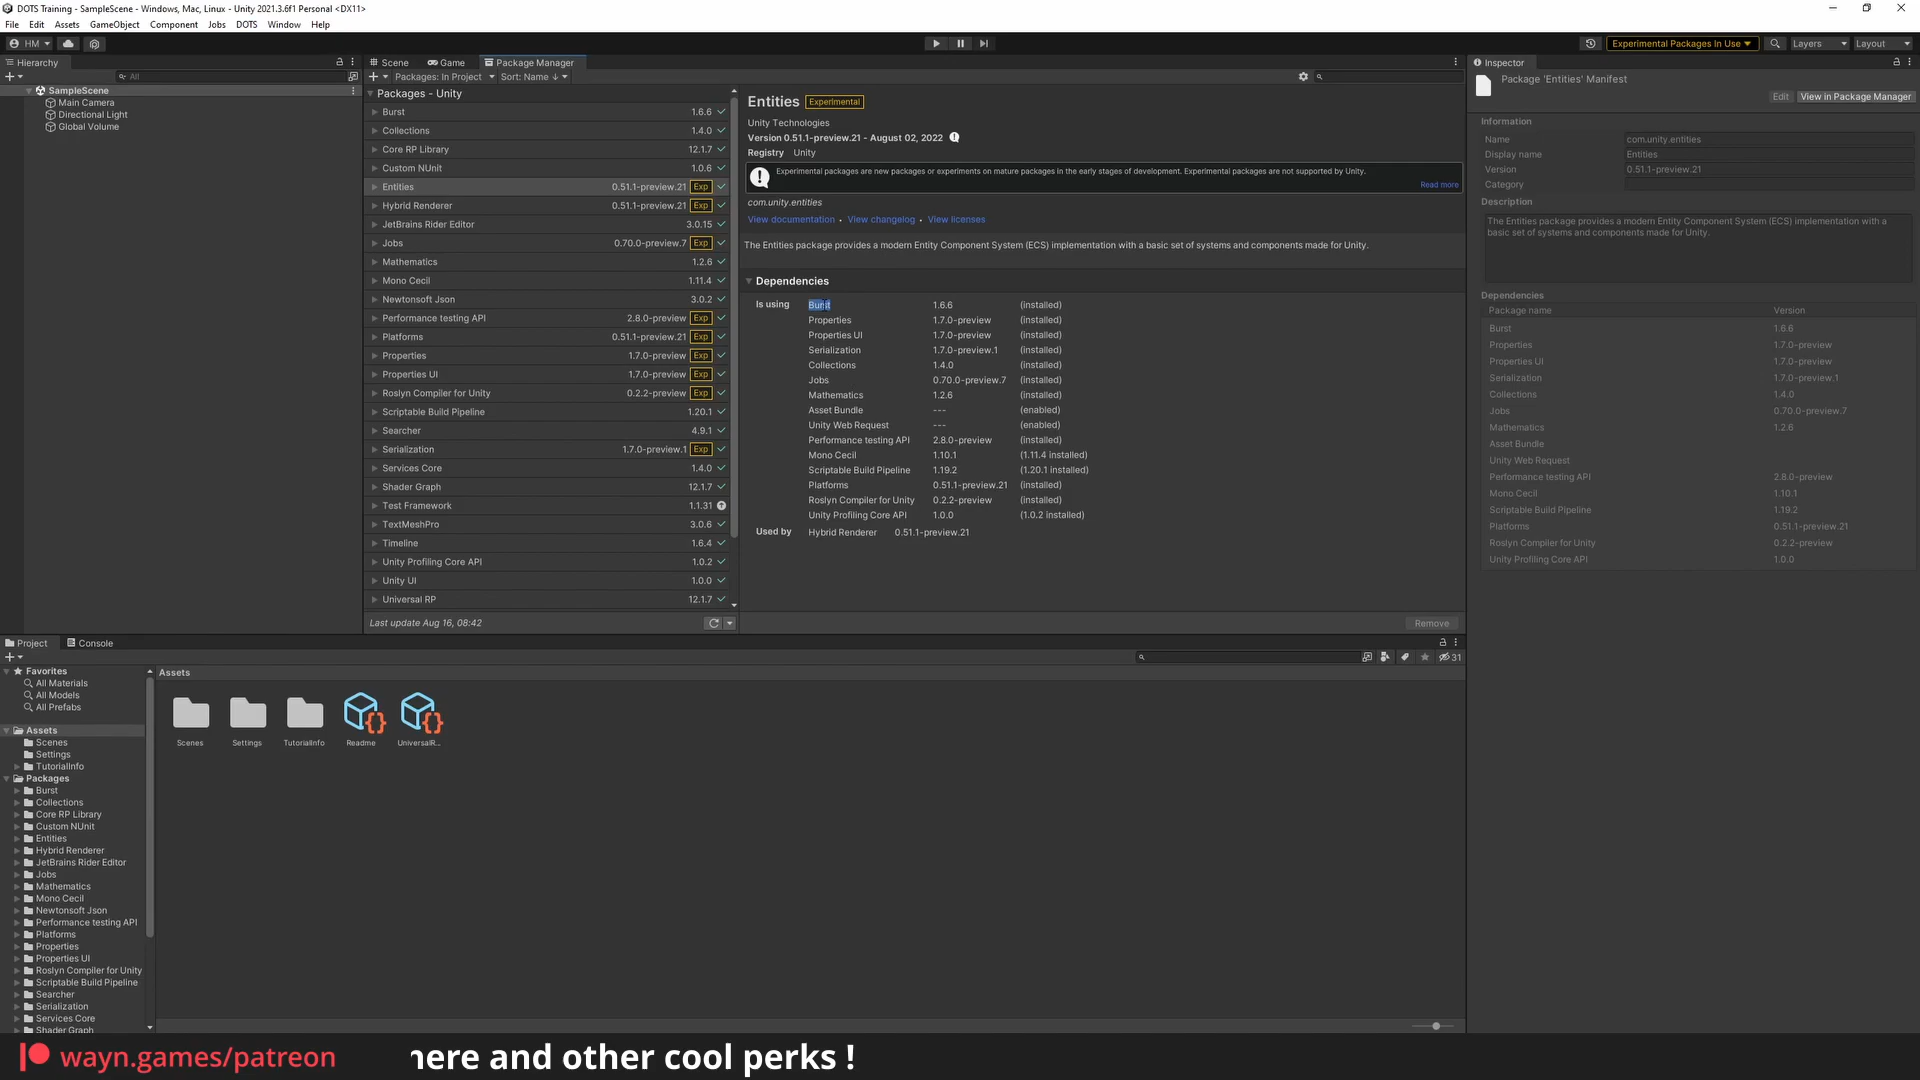 DOTS Training - SampleScene - Windows, Mac, Linux - Unity 2021.3.6f1 Personal <DX11>
File Edit Assets GameObject Component Jobs DOTS Window Help
HM
Experimental Packages In Use
Layers
Layout
Hierarchy
All
SampleScene
Main Camera
Directional Light
Global Volume
Scene Game Package Manager
Packages: In Project Sort: Name ↓
Packages - Unity
Burst 1.6.6
Collections 1.4.0
Core RP Library 12.1.7
Custom NUnit 1.0.6
Entities 0.51.1-preview.21 Exp
Hybrid Renderer 0.51.1-preview.21 Exp
JetBrains Rider Editor 3.0.15
Jobs 0.70.0-preview.7 Exp
Mathematics 1.2.6
Mono Cecil 1.11.4
Newtonsoft Json 3.0.2
Performance testing API 2.8.0-preview Exp
Platforms 0.51.1-preview.21 Exp
Properties 1.7.0-preview Exp
Properties UI 1.7.0-preview Exp
Roslyn Compiler for Unity 0.2.2-preview Exp
Scriptable Build Pipeline 1.20.1
Searcher 4.9.1
Serialization 1.7.0-preview.1 Exp
Services Core 1.4.0
Shader Graph 12.1.7
Test Framework 1.1.31
TextMeshPro 3.0.6
Timeline 1.6.4
Unity Profiling Core API 1.0.2
Unity UI 1.0.0
Universal RP 12.1.7
Last update Aug 16, 08:42
Entities Experimental
Unity Technologies
Version 0.51.1-preview.21 - August 02, 2022
Registry Unity
Experimental packages are new packages or experiments on mature packages in the early stages of development. Experimental packages are not supported by Unity.
Read more
com.unity.entities
View documentation • View changelog • View licenses
The Entities package provides a modern Entity Component System (ECS) implementation with a basic set of systems and components made for Unity.
Dependencies
Is using Burst 1.6.6 (installed)
Properties 1.7.0-preview (installed)
Properties UI 1.7.0-preview (installed)
Serialization 1.7.0-preview.1 (installed)
Collections 1.4.0 (installed)
Jobs 0.70.0-preview.7 (installed)
Mathematics 1.2.6 (installed)
Asset Bundle --- (enabled)
Unity Web Request --- (enabled)
Performance testing API 2.8.0-preview (installed)
Mono Cecil 1.10.1 (1.11.4 installed)
Scriptable Build Pipeline 1.19.2 (1.20.1 installed)
Platforms 0.51.1-preview.21 (installed)
Roslyn Compiler for Unity 0.2.2-preview (installed)
Unity Profiling Core API 1.0.0 (1.0.2 installed)
Used by Hybrid Renderer 0.51.1-preview.21
Remove
Inspector
Package 'Entities' Manifest
Edit View in Package Manager
Information
Name com.unity.entities
Display name Entities
Version 0.51.1-preview.21
Category
Description
The Entities package provides a modern Entity Component System (ECS) implementation with a
basic set of systems and components made for Unity.
Dependencies
Package name Version
Burst 1.6.6
Properties 1.7.0-preview
Properties UI 1.7.0-preview
Serialization 1.7.0-preview.1
Collections 1.4.0
Jobs 0.70.0-preview.7
Mathematics 1.2.6
Asset Bundle
Unity Web Request
Performance testing API 2.8.0-preview
Mono Cecil 1.10.1
Scriptable Build Pipeline 1.19.2
Platforms 0.51.1-preview.21
Roslyn Compiler for Unity 0.2.2-preview
Unity Profiling Core API 1.0.0
Project Console
31
Favorites
All Materials
All Models
All Prefabs
Assets
Scenes
Settings
TutorialInfo
Packages
Burst
Collections
Core RP Library
Custom NUnit
Entities
Hybrid Renderer
JetBrains Rider Editor
Jobs
Mathematics
Mono Cecil
Newtonsoft Json
Performance testing API
Platforms
Properties
Properties UI
Roslyn Compiler for Unity
Scriptable Build Pipeline
Searcher
Serialization
Services Core
Shader Graph
Assets
Scenes Settings TutorialInfo Readme UniversalR...
wayn.games/patreon
here and other cool perks !